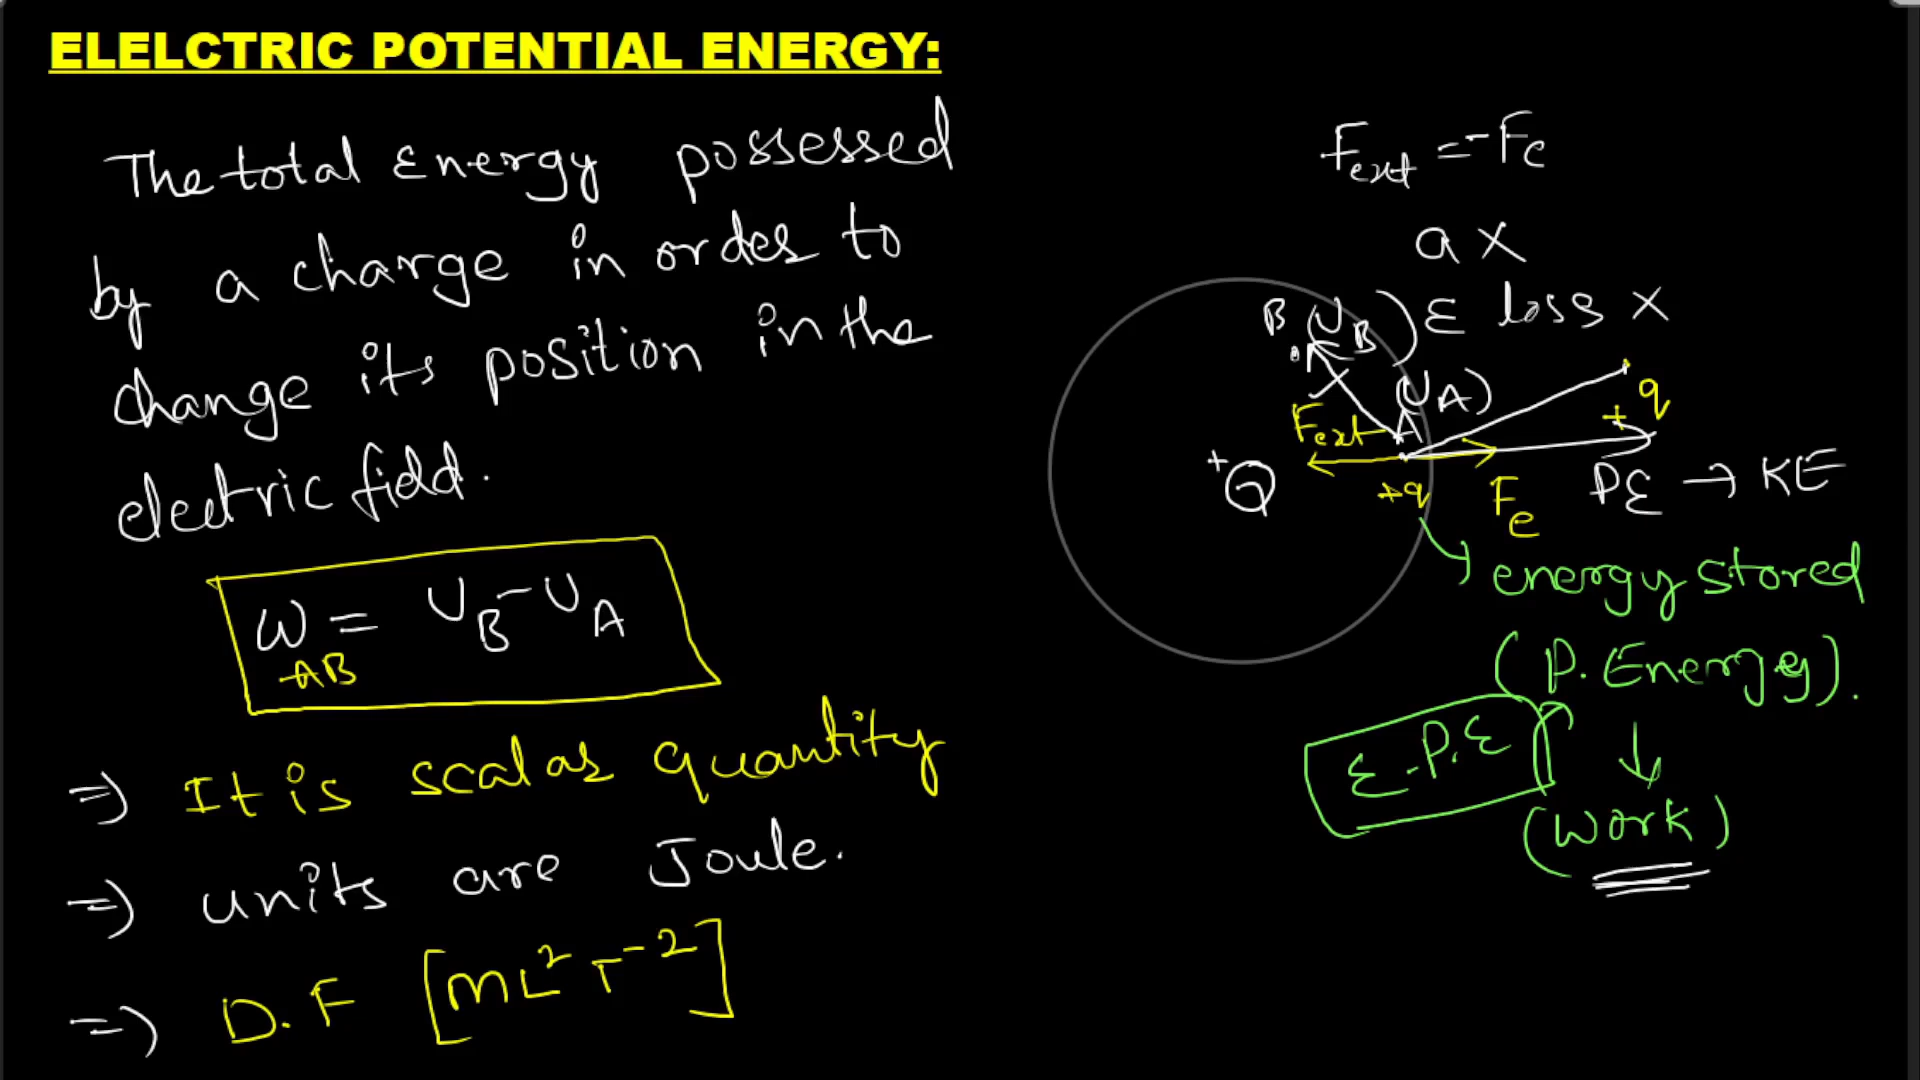 ELELCTRIC POTENTIAL ENERGY:
The total Energy possessed
by a charge in order to
change its position in the
electric field.
W = U_B - U_A
AB
=) It is scalar quantity
=) units are Joule.
=) D.F [ML² T⁻²]
F_ext = -F_e
a X
B (U_B) E loss X
(U_A)
+q
F_ext A
+Q
+q
F_e
PE → KE
→ energy stored
(P. Energy).
E.P.E
(work)